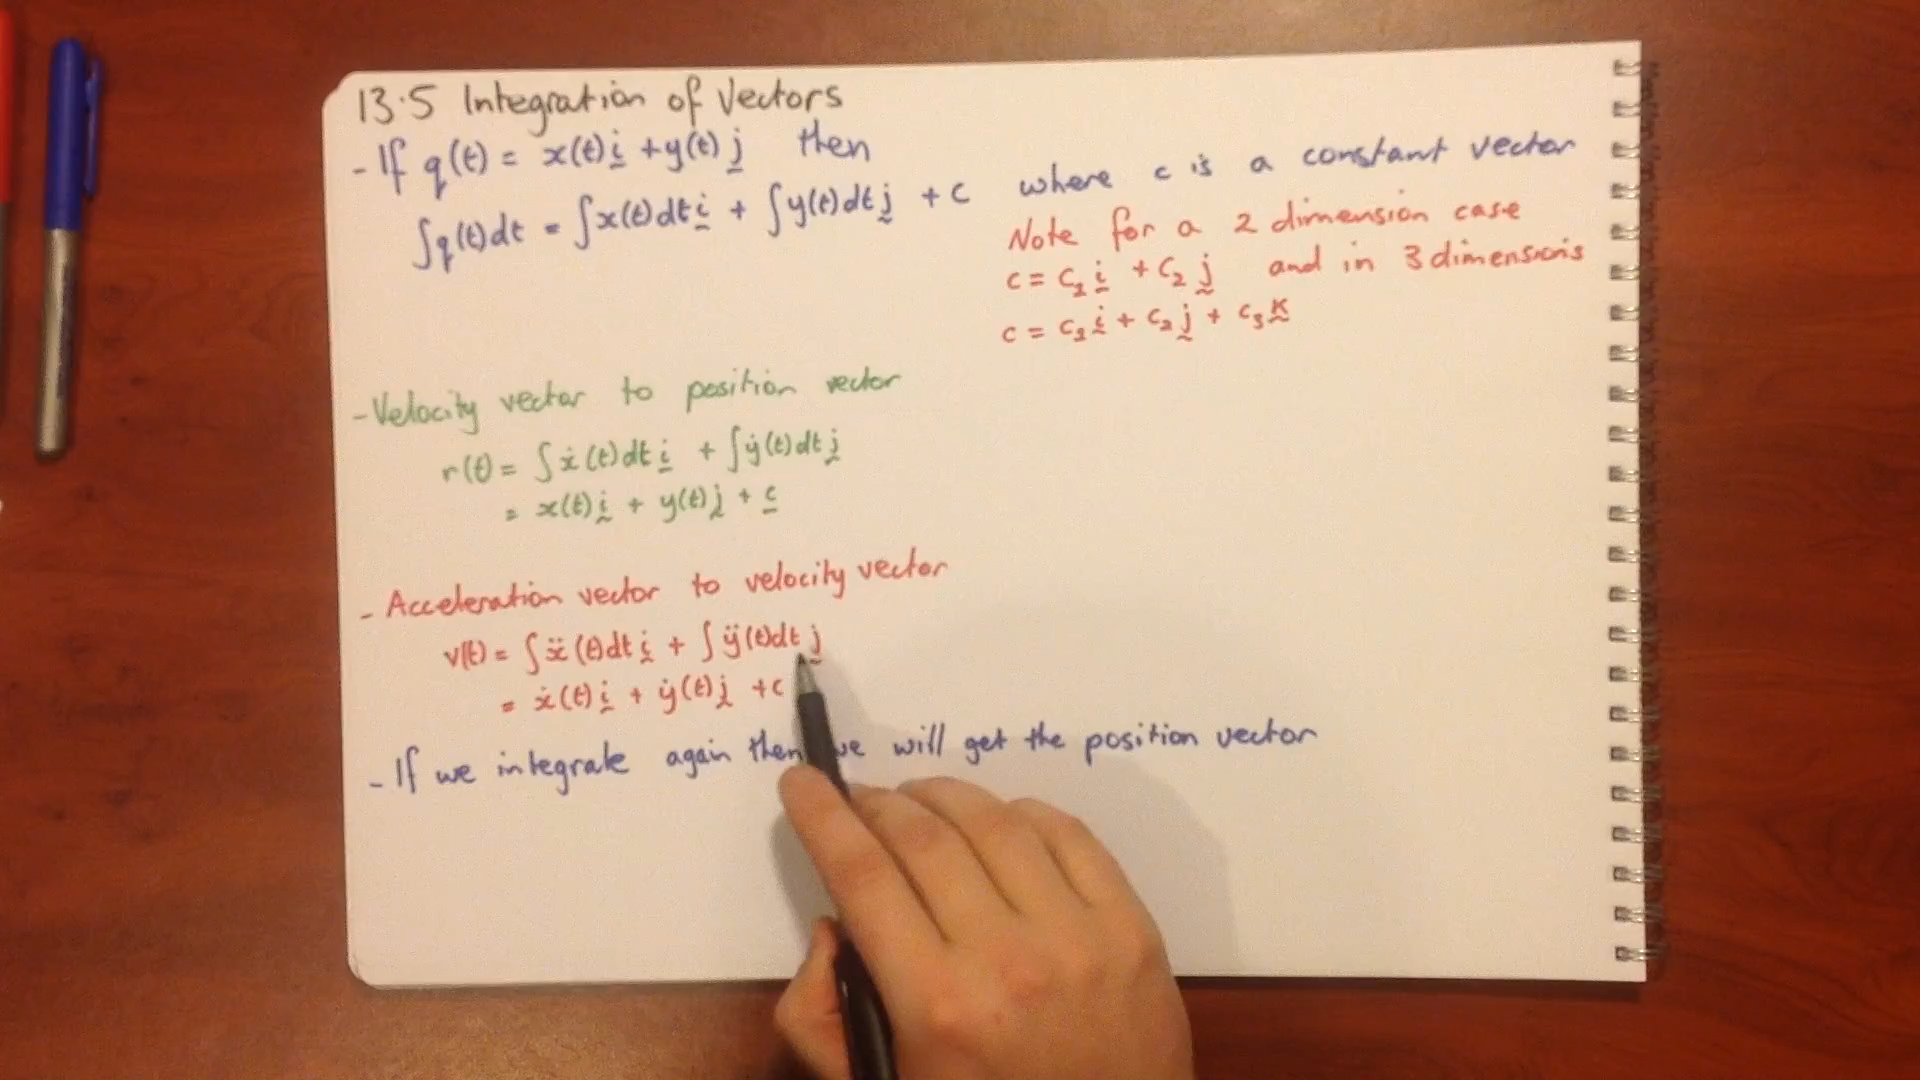 13.5 Integration of Vectors
- If q(t) = x(t)i + y(t)j then
∫q(t)dt = ∫x(t)dt i + ∫y(t)dt j + c where c is a constant vector
Note for a 2 dimension case
c = c₁i + c₂j and in 3 dimensions
c = c₁i + c₂j + c₃k
- Velocity vector to position vector
r(t) = ∫ẋ(t)dt i + ∫ẏ(t)dt j
= x(t)i + y(t)j + c
- Acceleration vector to velocity vector
v(t) = ∫ẍ(t)dt i + ∫ÿ(t)dt j
= ẋ(t)i + ẏ(t)j + c
- If we integrate again then we will get the position vector